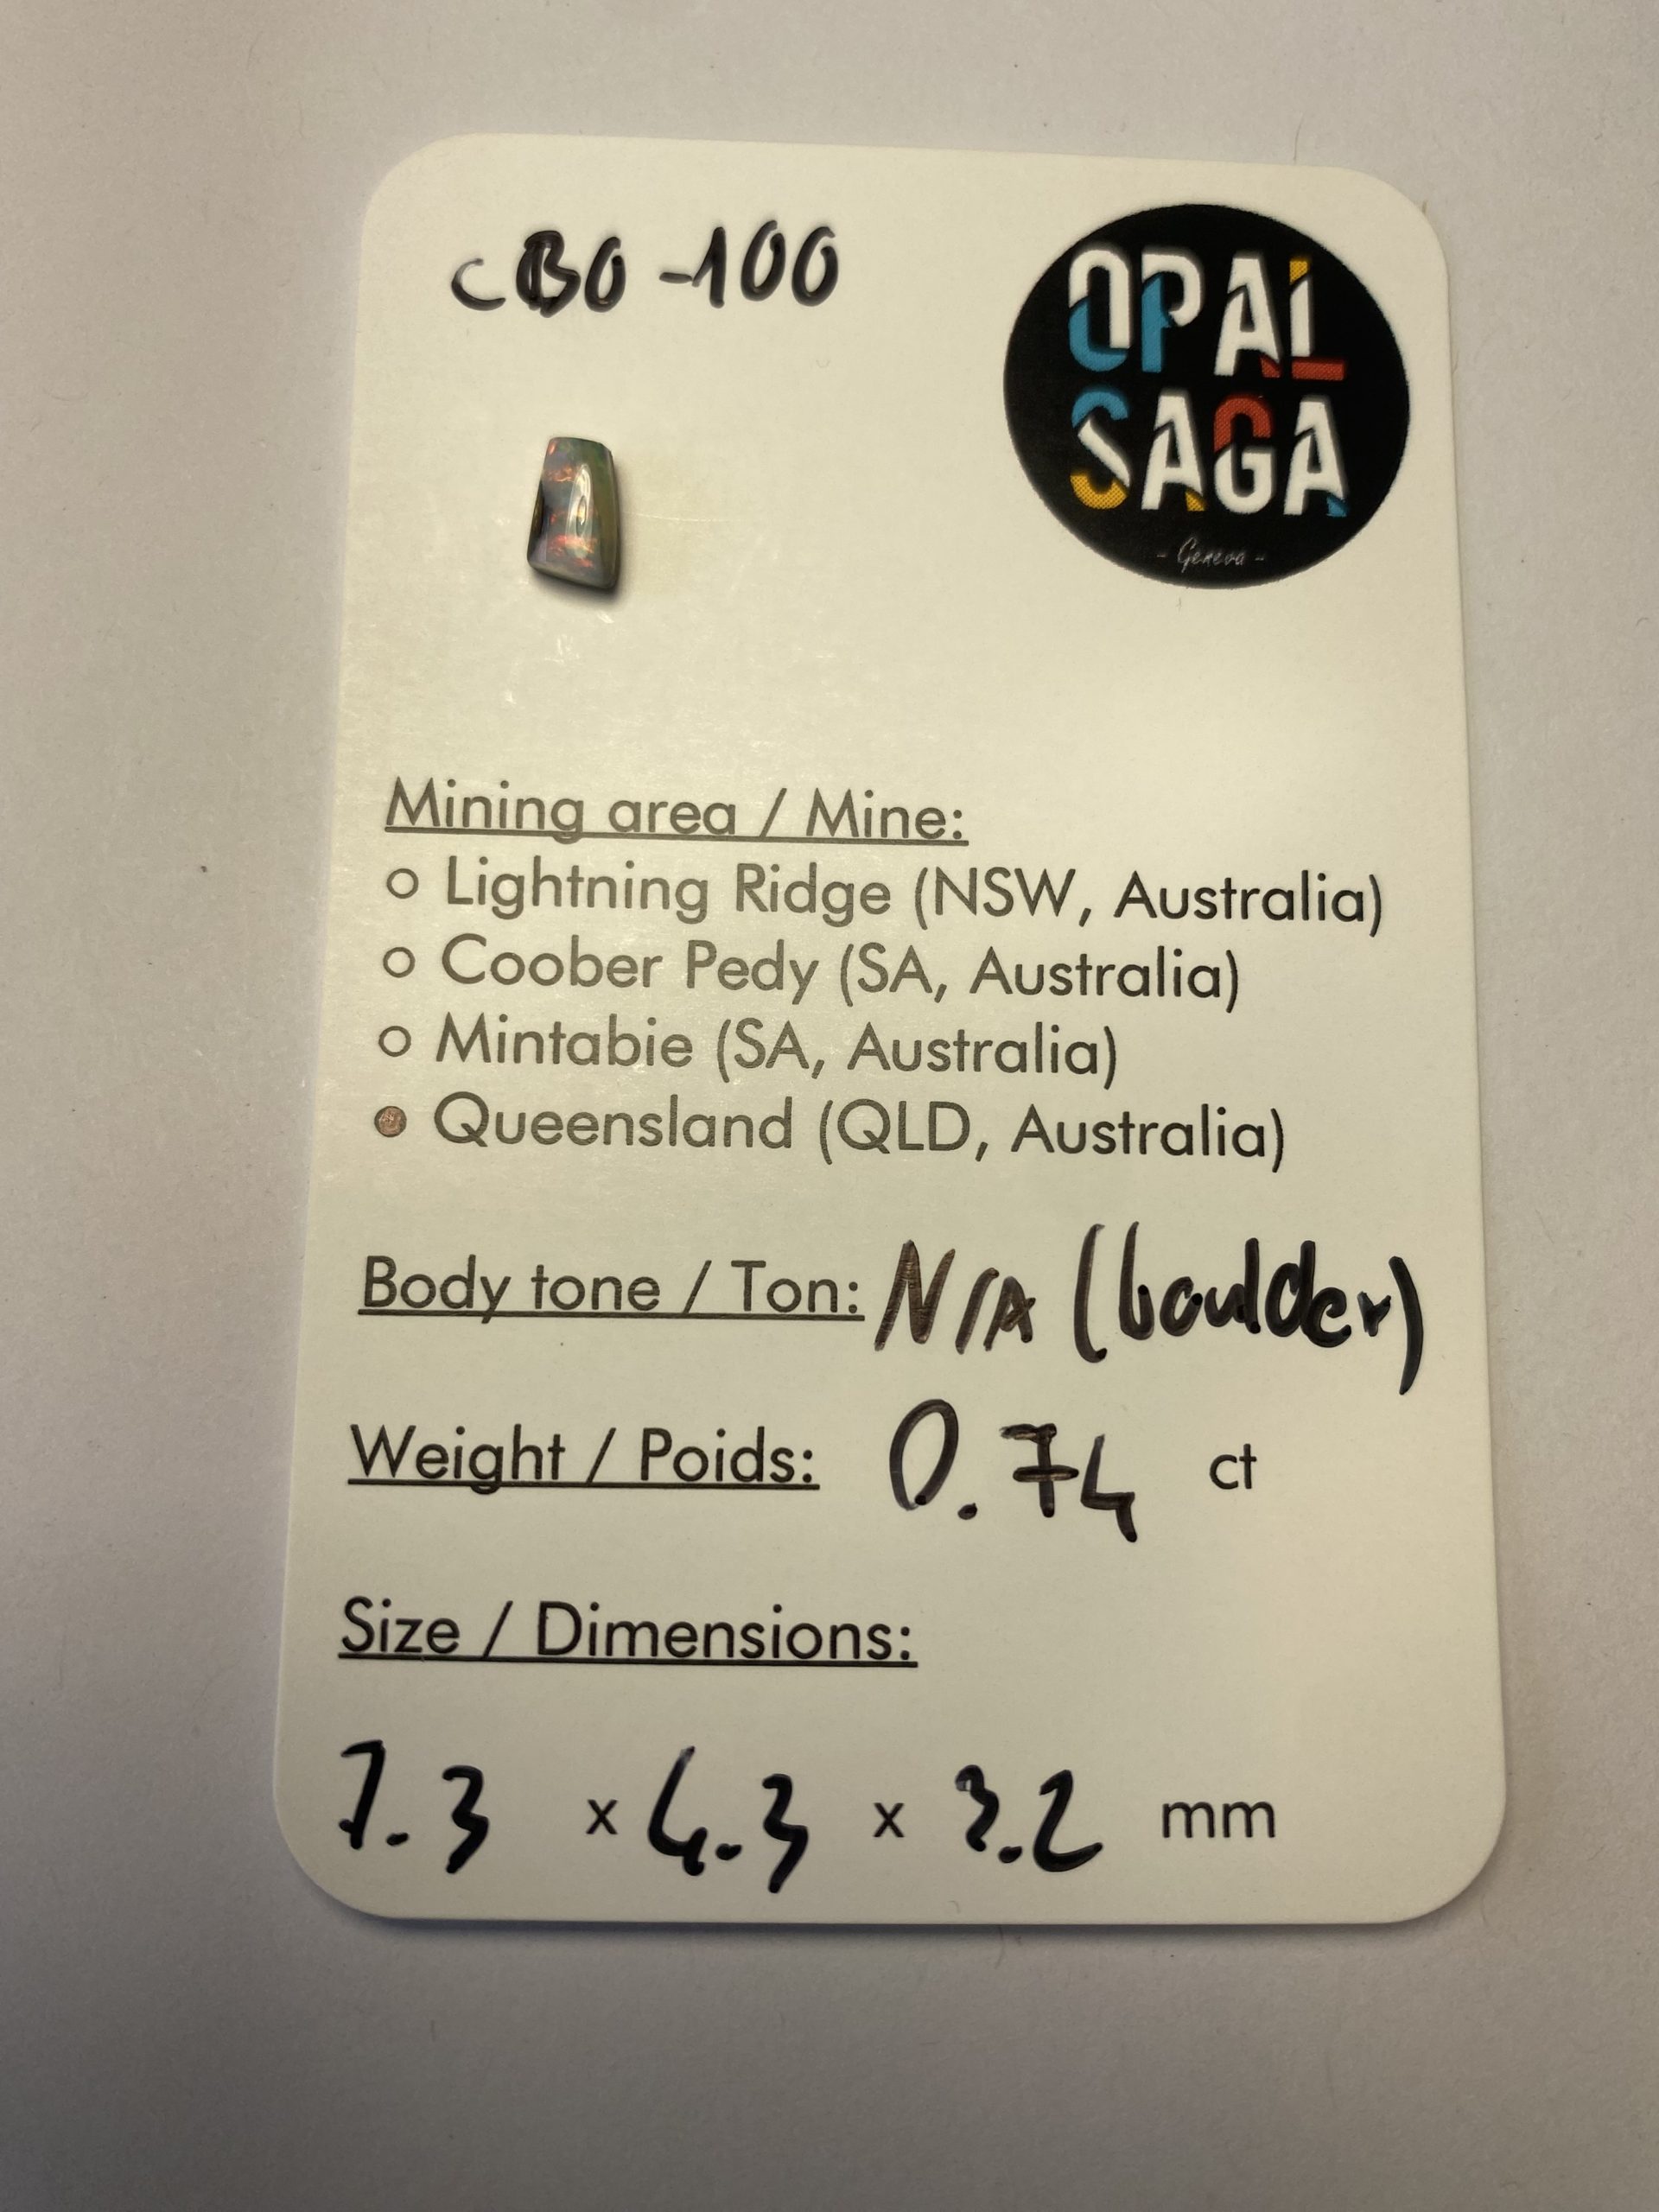 CBO-100
OPAL
SAGA
- Geneva -
Mining area / Mine:
Lightning Ridge (NSW, Australia)
Coober Pedy (SA, Australia)
Mintabie (SA, Australia)
Queensland (QLD, Australia)
Body tone / Ton: N/A (boulder)
Weight / Poids: 0.74 ct
Size / Dimensions:
7.3 x 4.3 x 3.2 mm